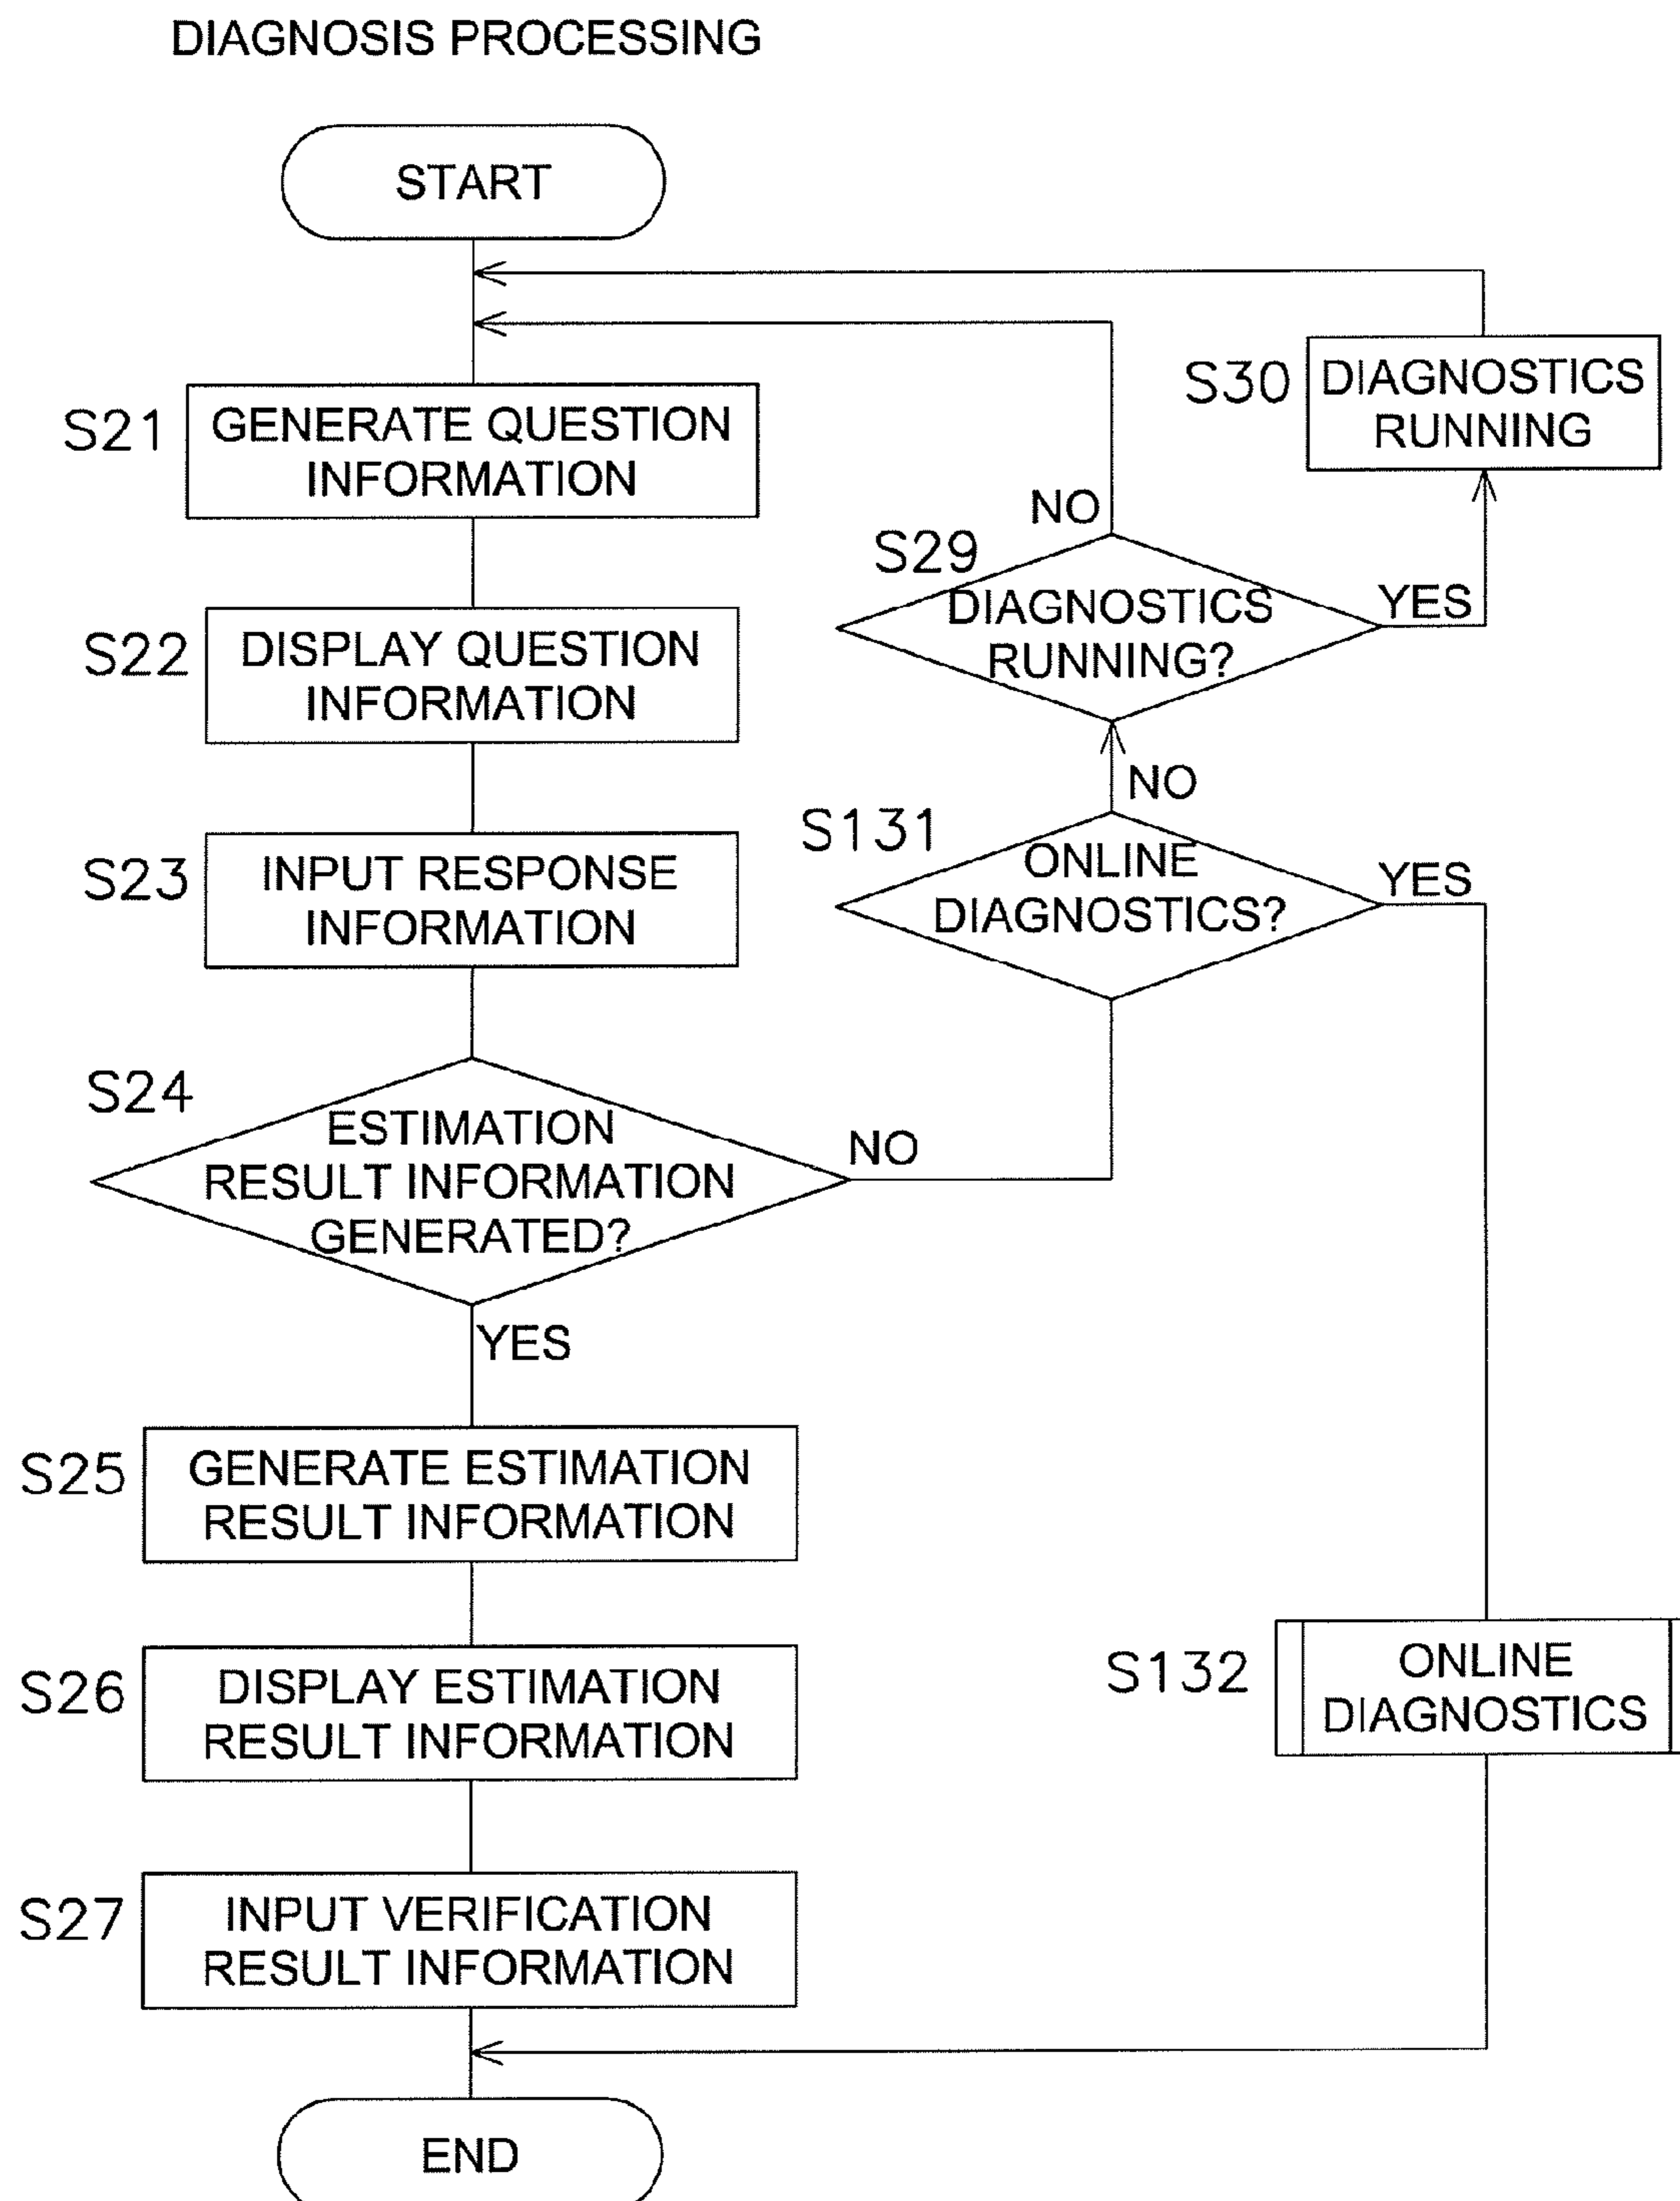 DIAGNOSIS PROCESSING
START
S21
GENERATE QUESTION
INFORMATION
S22
DISPLAY QUESTION
INFORMATION
S23
INPUT RESPONSE
INFORMATION
S24
ESTIMATION
RESULT INFORMATION
GENERATED?
NO
YES
S25
GENERATE ESTIMATION
RESULT INFORMATION
S26
DISPLAY ESTIMATION
RESULT INFORMATION
S27
INPUT VERIFICATION
RESULT INFORMATION
END
S30
DIAGNOSTICS
RUNNING
NO
S29
DIAGNOSTICS
RUNNING?
YES
NO
S131
ONLINE
DIAGNOSTICS?
YES
S132
ONLINE
DIAGNOSTICS